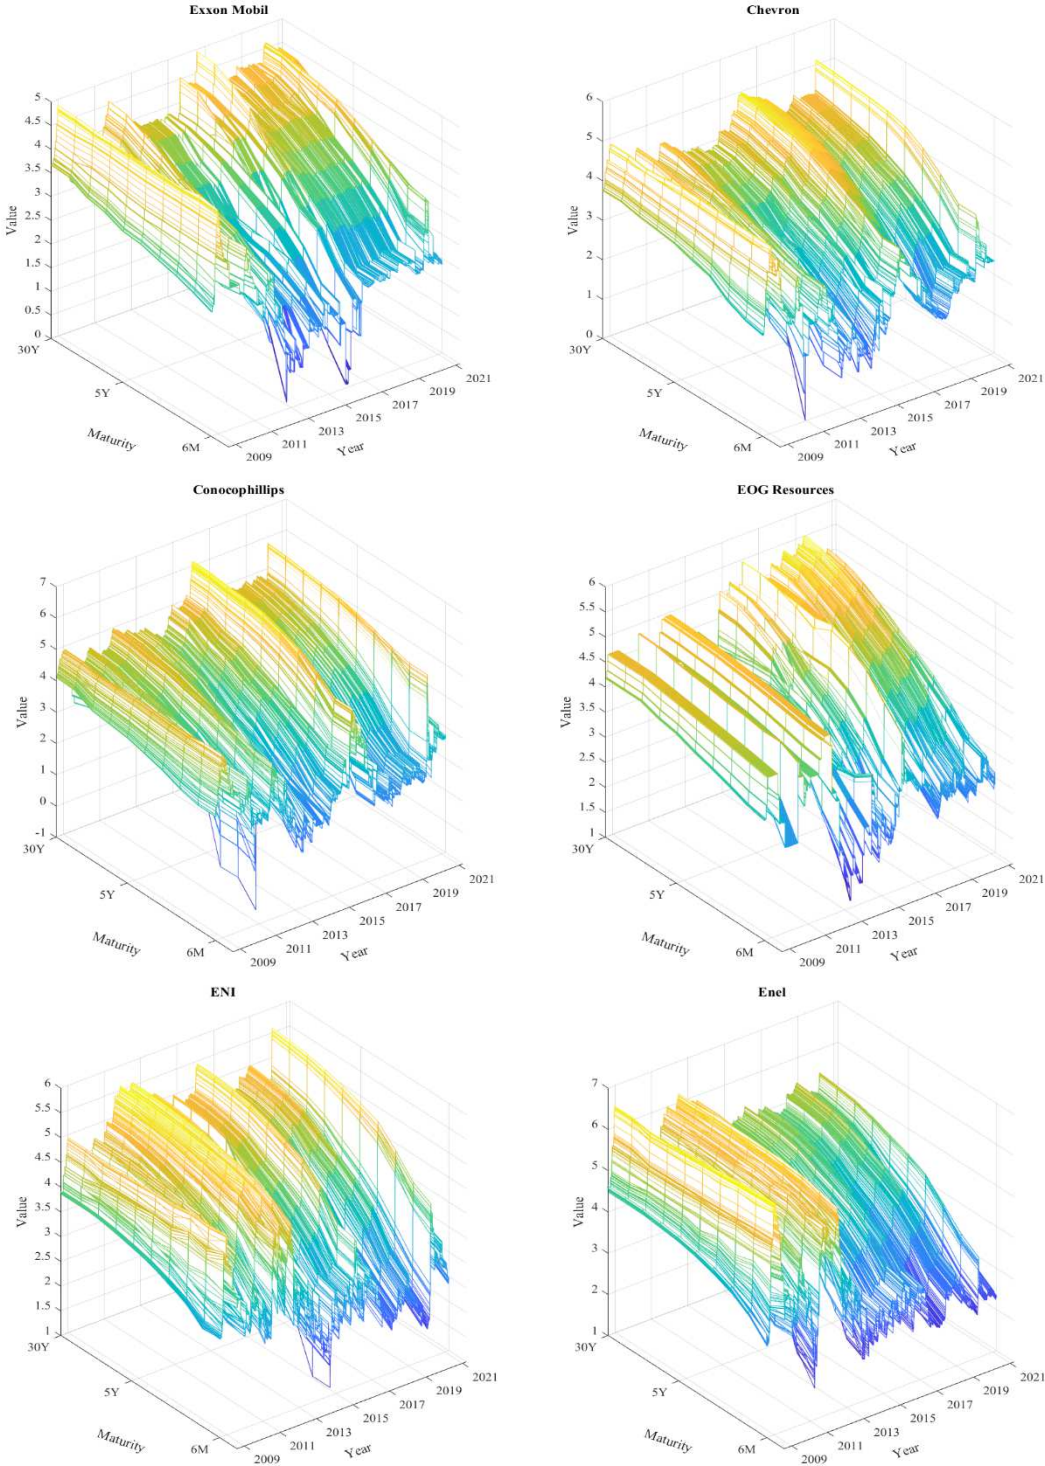 Exxon Mobil
5
4.5
4
3.5
3
2.5
2
1.5
1
0.5
0
Value
30Y
5Y
6M
Maturity
2009
2011
2013
2015
2017
2019
2021
Year
Chevron
6
5
4
3
2
1
0
Value
30Y
5Y
6M
Maturity
2009
2011
2013
2015
2017
2019
2021
Year
Conocophillips
7
6
5
4
3
2
1
0
-1
Value
30Y
5Y
6M
Maturity
2009
2011
2013
2015
2017
2019
2021
Year
EOG Resources
6
5.5
5
4.5
4
3.5
3
2.5
2
1.5
1
Value
30Y
5Y
6M
Maturity
2009
2011
2013
2015
2017
2019
2021
Year
ENI
6
5.5
5
4.5
4
3.5
3
2.5
2
1.5
1
Value
30Y
5Y
6M
Maturity
2009
2011
2013
2015
2017
2019
2021
Year
Enel
7
6
5
4
3
2
1
Value
30Y
5Y
6M
Maturity
2009
2011
2013
2015
2017
2019
2021
Year